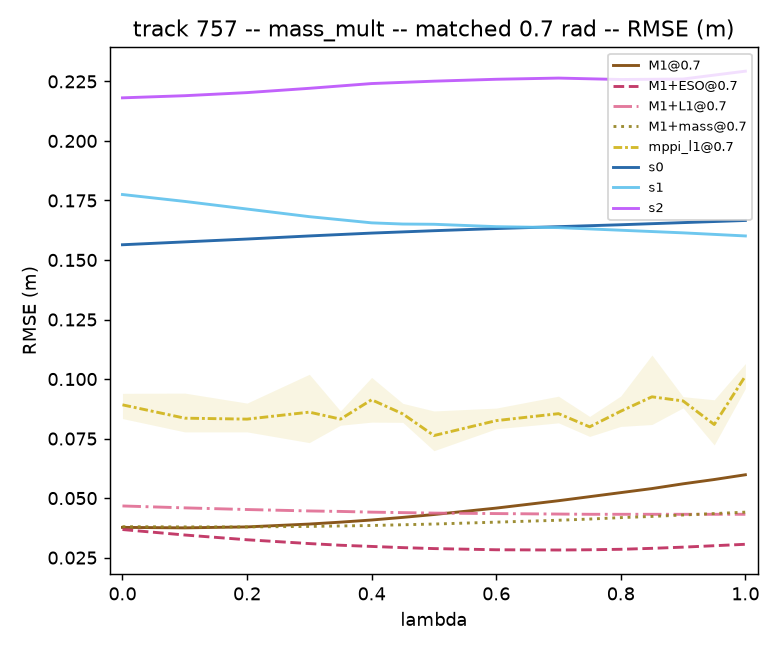 track 757 -- mass_mult -- matched 0.7 rad -- RMSE (m)
RMSE (m)
0.225
0.200
0.175
0.150
0.125
0.100
0.075
0.050
0.025
M1@0.7
M1+ESO@0.7
M1+L1@0.7
M1+mass@0.7
mppi_l1@0.7
s0
s1
s2
0.0 0.2 0.4 0.6 0.8 1.0
lambda